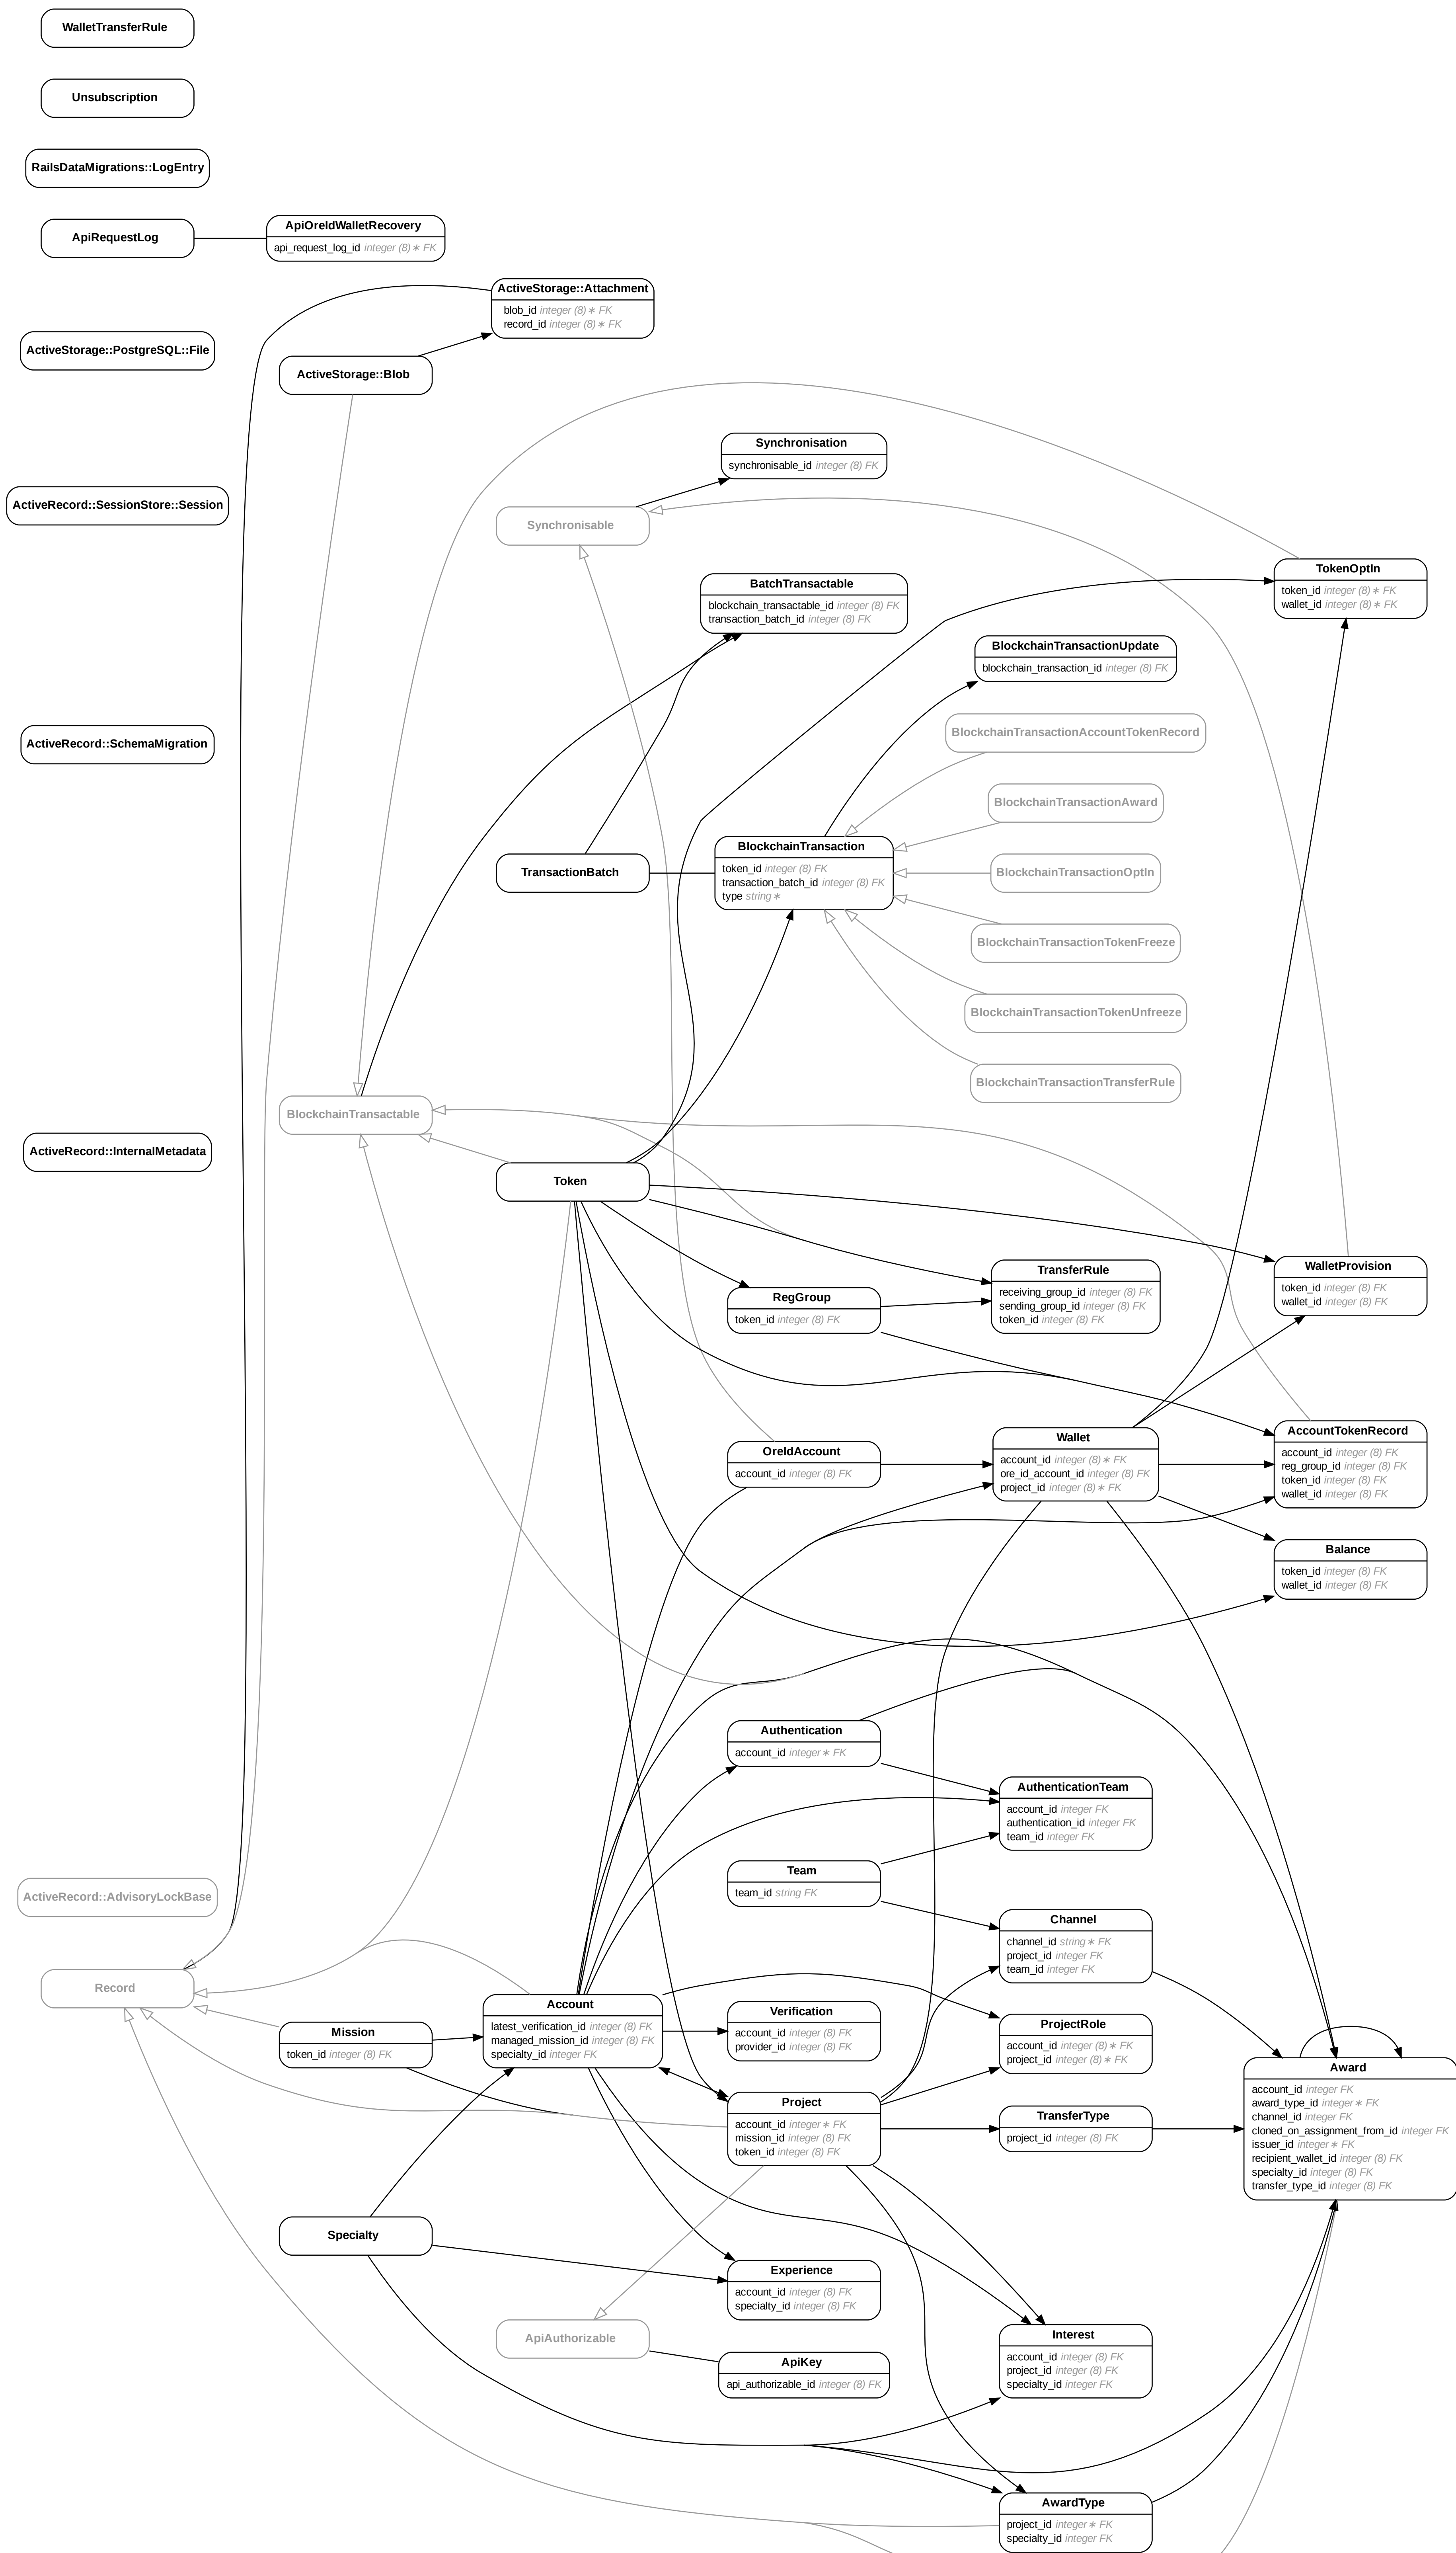 WalletTransferRule
Unsubscription
RailsDataMigrations::LogEntry
ApiRequestLog
ApiOreIdWalletRecovery
api_request_log_id integer (8) ∗ FK
ActiveStorage::Attachment
blob_id integer (8) ∗ FK
record_id integer (8) ∗ FK
ActiveStorage::PostgreSQL::File
ActiveStorage::Blob
Synchronisation
synchronisable_id integer (8) FK
ActiveRecord::SessionStore::Session
Synchronisable
TokenOptIn
token_id integer (8) ∗ FK
wallet_id integer (8) ∗ FK
BatchTransactable
blockchain_transactable_id integer (8) FK
transaction_batch_id integer (8) FK
BlockchainTransactionUpdate
blockchain_transaction_id integer (8) FK
ActiveRecord::SchemaMigration
BlockchainTransactionAccountTokenRecord
BlockchainTransactionAward
TransactionBatch
BlockchainTransaction
token_id integer (8) FK
transaction_batch_id integer (8) FK
type string ∗
BlockchainTransactionOptIn
BlockchainTransactionTokenFreeze
BlockchainTransactionTokenUnfreeze
BlockchainTransactionTransferRule
BlockchainTransactable
ActiveRecord::InternalMetadata
Token
TransferRule
receiving_group_id integer (8) FK
sending_group_id integer (8) FK
token_id integer (8) FK
WalletProvision
token_id integer (8) FK
wallet_id integer (8) FK
RegGroup
token_id integer (8) FK
OreIdAccount
account_id integer (8) FK
Wallet
account_id integer (8) ∗ FK
ore_id_account_id integer (8) FK
project_id integer (8) ∗ FK
AccountTokenRecord
account_id integer (8) FK
reg_group_id integer (8) FK
token_id integer (8) FK
wallet_id integer (8) FK
Balance
token_id integer (8) FK
wallet_id integer (8) FK
Authentication
account_id integer ∗ FK
AuthenticationTeam
account_id integer FK
authentication_id integer FK
team_id integer FK
Team
team_id string FK
ActiveRecord::AdvisoryLockBase
Channel
channel_id string ∗ FK
project_id integer FK
team_id integer FK
Record
Mission
token_id integer (8) FK
Account
latest_verification_id integer (8) FK
managed_mission_id integer (8) FK
specialty_id integer FK
Verification
account_id integer (8) FK
provider_id integer (8) FK
ProjectRole
account_id integer (8) ∗ FK
project_id integer (8) ∗ FK
Project
account_id integer ∗ FK
mission_id integer (8) FK
token_id integer (8) FK
TransferType
project_id integer (8) FK
Award
account_id integer FK
award_type_id integer ∗ FK
channel_id integer FK
cloned_on_assignment_from_id integer FK
issuer_id integer ∗ FK
recipient_wallet_id integer (8) FK
specialty_id integer (8) FK
transfer_type_id integer (8) FK
Specialty
Experience
account_id integer (8) FK
specialty_id integer (8) FK
ApiAuthorizable
Interest
account_id integer (8) FK
project_id integer (8) FK
specialty_id integer FK
ApiKey
api_authorizable_id integer (8) FK
AwardType
project_id integer ∗ FK
specialty_id integer FK